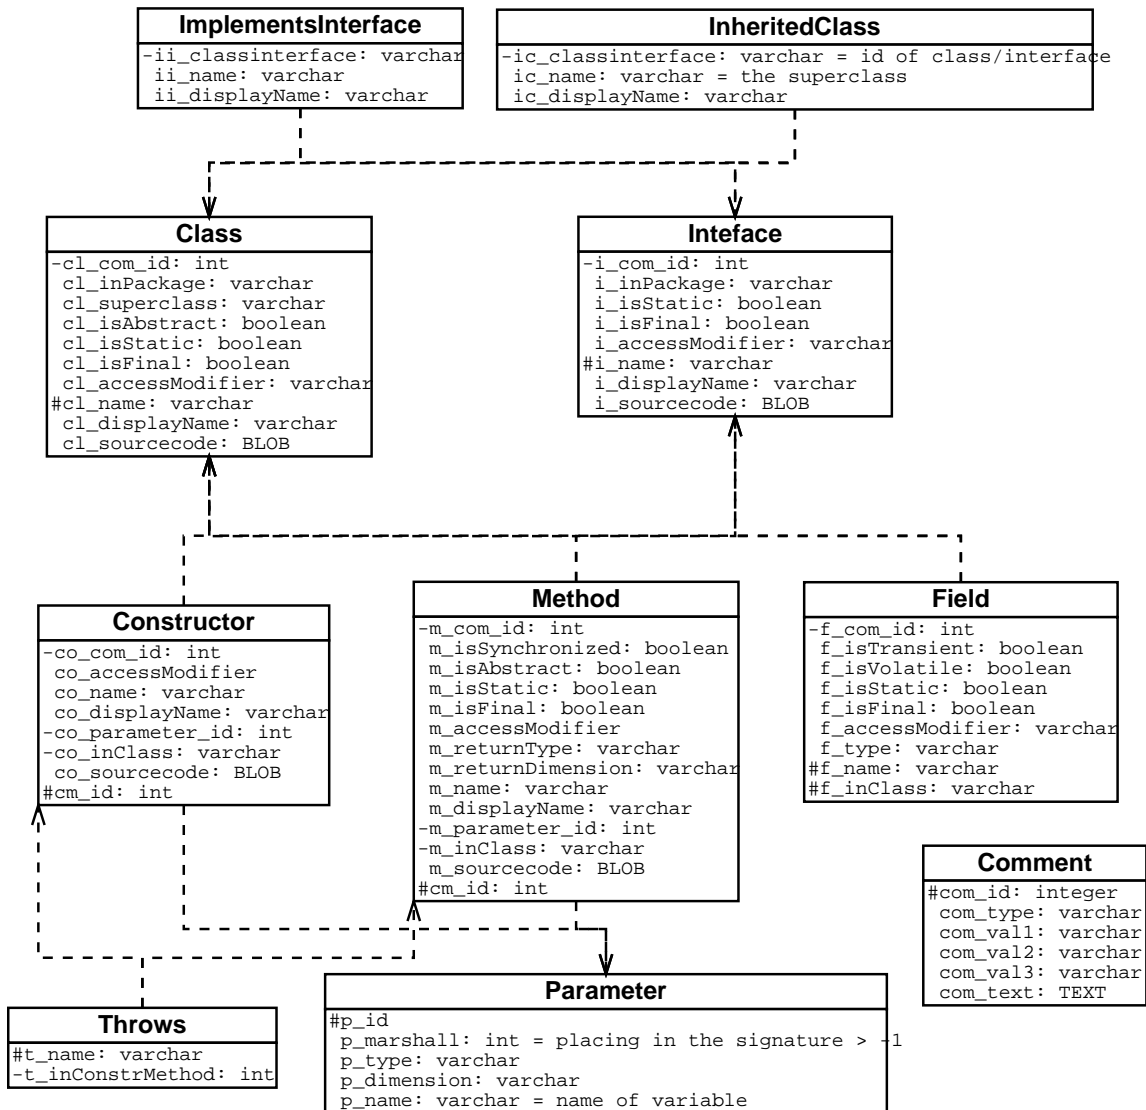 ImplementsInterface
-ii_classinterface: varchar
ii_name: varchar
ii_displayName: varchar
InheritedClass
-ic_classinterface: varchar = id of class/interface
ic_name: varchar = the superclass
ic_displayName: varchar
Class
-cl_com_id: int
cl_inPackage: varchar
cl_superclass: varchar
cl_isAbstract: boolean
cl_isStatic: boolean
cl_isFinal: boolean
cl_accessModifier: varchar
#cl_name: varchar
cl_displayName: varchar
cl_sourcecode: BLOB
Inteface
-i_com_id: int
i_inPackage: varchar
i_isStatic: boolean
i_isFinal: boolean
i_accessModifier: varchar
#i_name: varchar
i_displayName: varchar
i_sourcecode: BLOB
Constructor
-co_com_id: int
co_accessModifier
co_name: varchar
co_displayName: varchar
-co_parameter_id: int
-co_inClass: varchar
co_sourcecode: BLOB
#cm_id: int
Method
-m_com_id: int
m_isSynchronized: boolean
m_isAbstract: boolean
m_isStatic: boolean
m_isFinal: boolean
m_accessModifier
m_returnType: varchar
m_returnDimension: varchar
m_name: varchar
m_displayName: varchar
-m_parameter_id: int
-m_inClass: varchar
m_sourcecode: BLOB
#cm_id: int
Field
-f_com_id: int
f_isTransient: boolean
f_isVolatile: boolean
f_isStatic: boolean
f_isFinal: boolean
f_accessModifier: varchar
f_type: varchar
#f_name: varchar
#f_inClass: varchar
Comment
#com_id: integer
com_type: varchar
com_val1: varchar
com_val2: varchar
com_val3: varchar
com_text: TEXT
Throws
#t_name: varchar
-t_inConstrMethod: int
Parameter
#p_id
p_marshall: int = placing in the signature > -1
p_type: varchar
p_dimension: varchar
p_name: varchar = name of variable